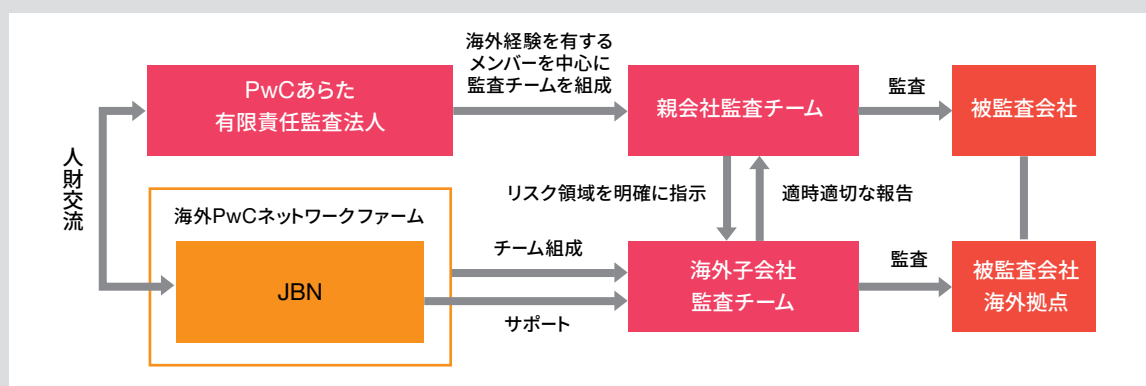 海外経験を有する
メンバーを中心に
監査チームを組成
PwCあらた
有限責任監査法人
親会社監査チーム
監査
被監査会社
人財交流
リスク領域を明確に指示
適時適切な報告
海外PwCネットワークファーム
JBN
チーム組成
サポート
海外子会社
監査チーム
監査
被監査会社
海外拠点